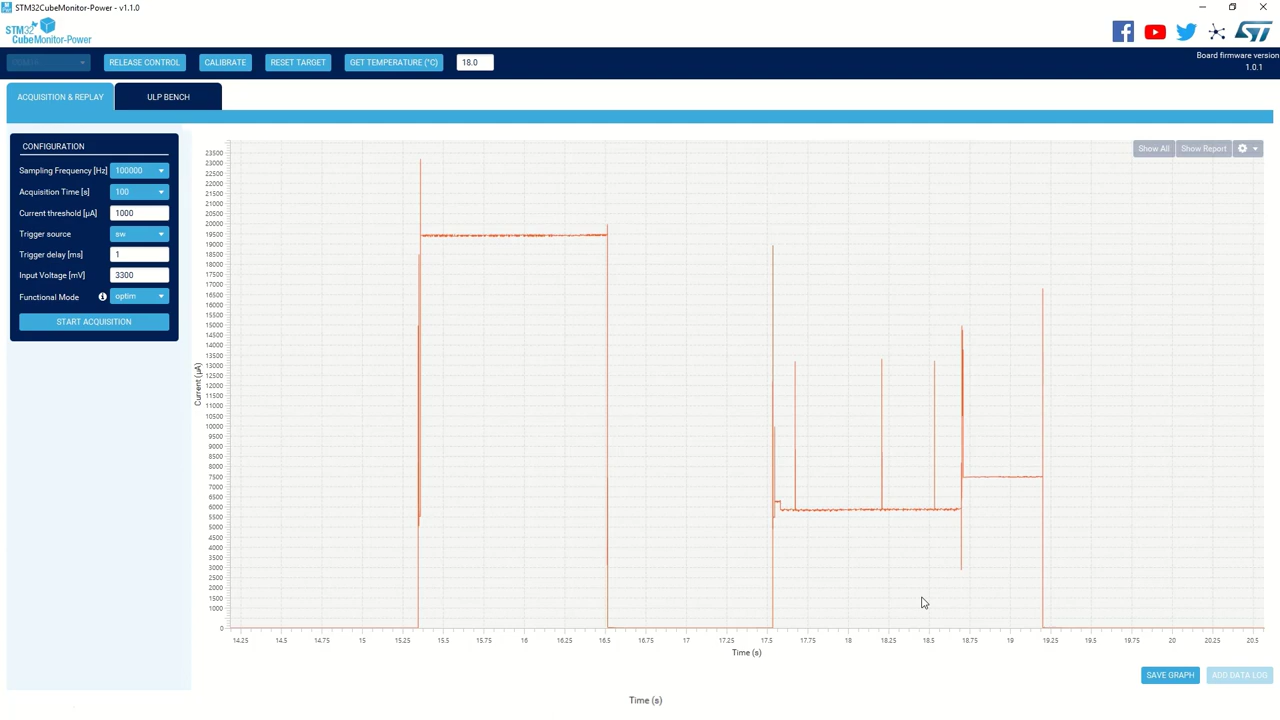 STM32CubeMonitor-Power - v1.1.0
STM32
CubeMonitor-Power
RELEASE CONTROL
CALIBRATE
RESET TARGET
GET TEMPERATURE (°C)
18.0
Board firmware version
1.0.1
ACQUISITION & REPLAY
ULP BENCH
CONFIGURATION
Sampling Frequency [Hz] 100000
Acquisition Time [s] 100
Current threshold [µA] 1000
Trigger source sw
Trigger delay [ms] 1
Input Voltage [mV] 3300
Functional Mode optim
START ACQUISITION
Show All
Show Report
Current (µA)
23500
23000
22500
22000
21500
21000
20500
20000
19500
19000
18500
18000
17500
17000
16500
16000
15500
15000
14500
14000
13500
13000
12500
12000
11500
11000
10500
10000
9500
9000
8500
8000
7500
7000
6500
6000
5500
5000
4500
4000
3500
3000
2500
2000
1500
1000
0
14.25 14.5 14.75 15 15.25 15.5 15.75 16 16.25 16.5 16.75 17 17.25 17.5 17.75 18 18.25 18.5 18.75 19 19.25 19.5 19.75 20 20.25 20.5
Time (s)
SAVE GRAPH
ADD DATA LOG
Time (s)